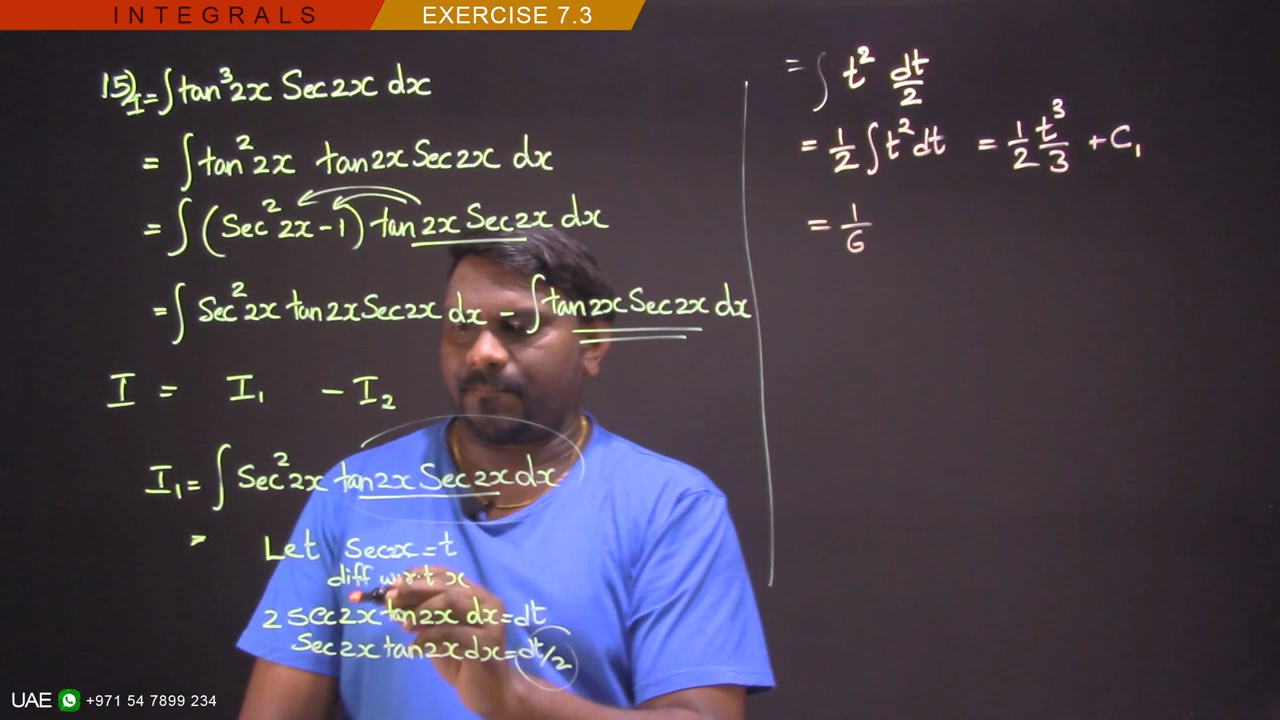 INTEGRALS EXERCISE 7.3
15) I = ∫ tan³2x Sec2x dx
= ∫ tan²2x tan2x Sec2x dx
= ∫ (Sec²2x - 1) tan2x Sec2x dx
= ∫ Sec²2x tan2x Sec2x dx - ∫ tan2x Sec2x dx
I = I₁ - I₂
I₁ = ∫ Sec²2x tan2x Sec2x dx
=
Let Sec2x = t
diff w.r.t x
2 sec2x tan2x dx = dt
Sec2x tan2x dx = dt/2
= ∫ t² dt/2
= 1/2 ∫ t² dt = 1/2 t³/3 + C₁
= 1/6
UAE +971 54 7899 234